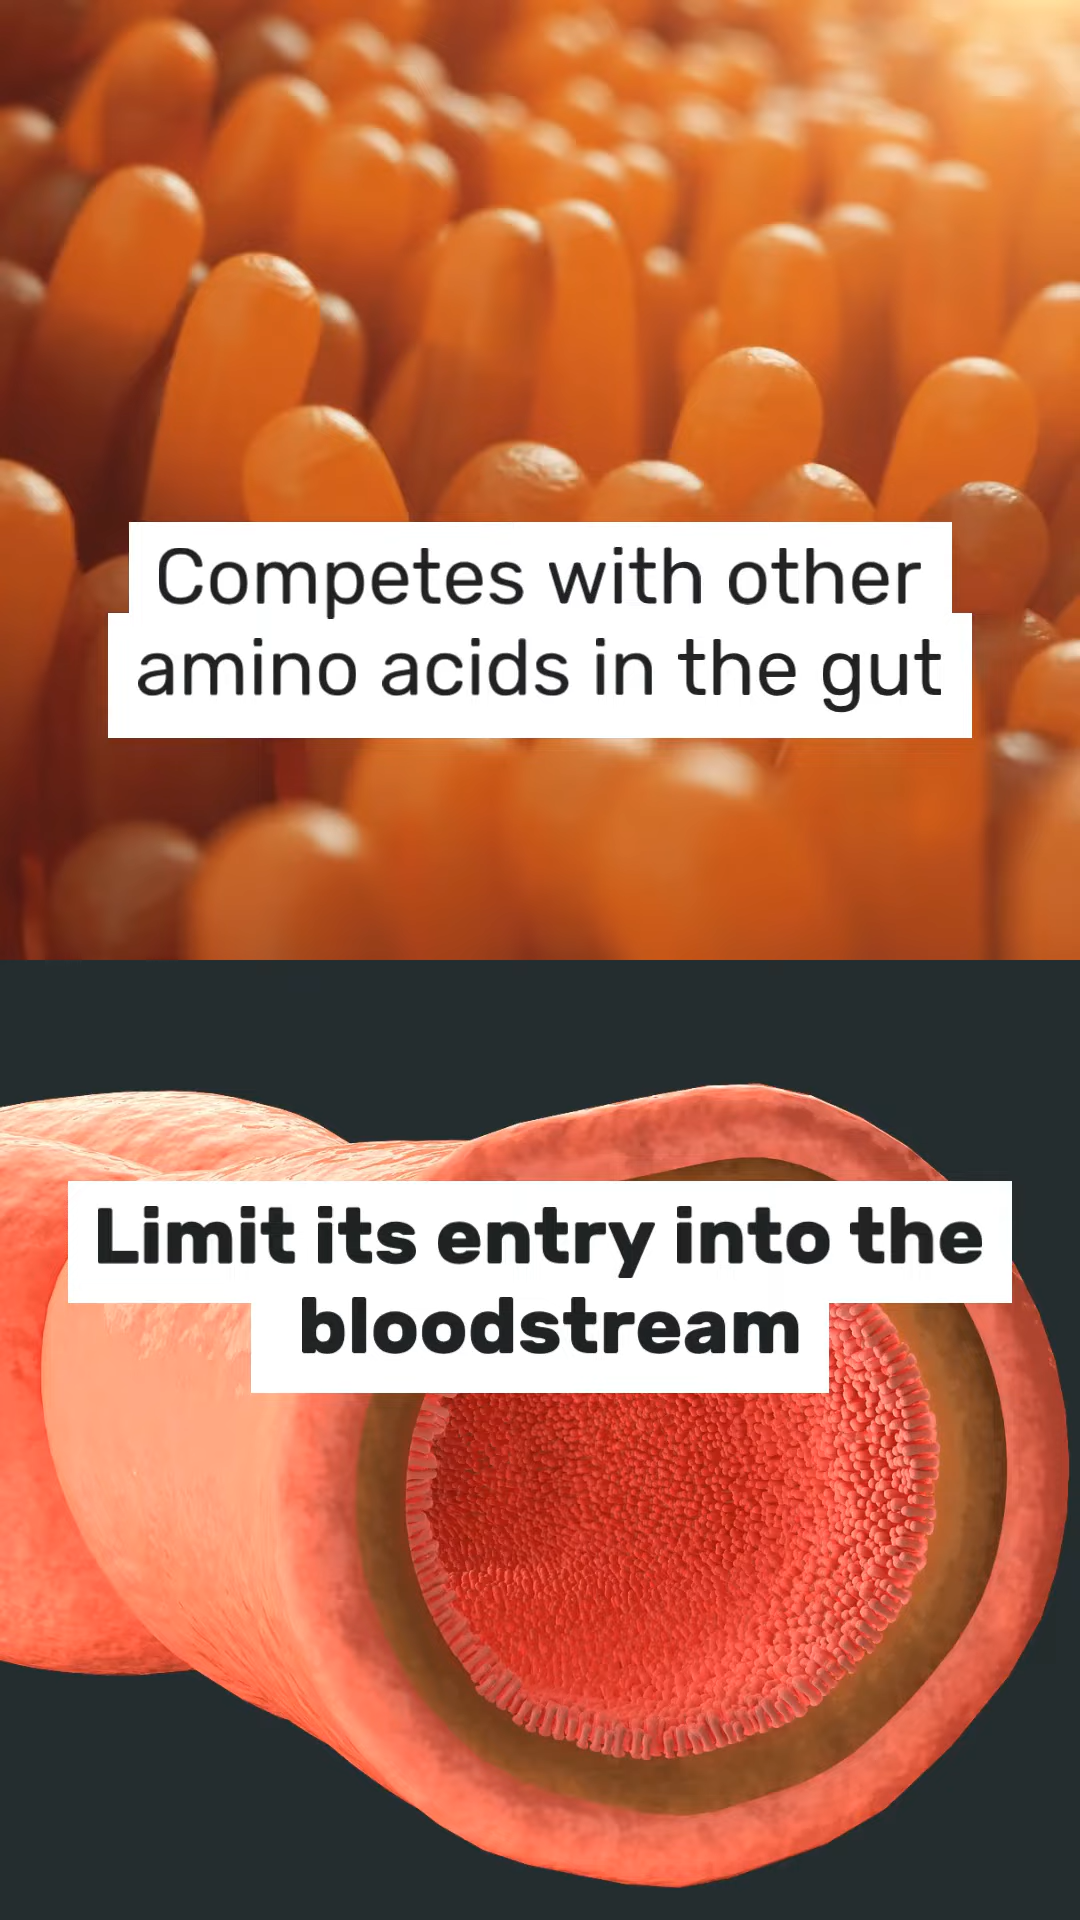 Competes with other
amino acids in the gut
Limit its entry into the
bloodstream